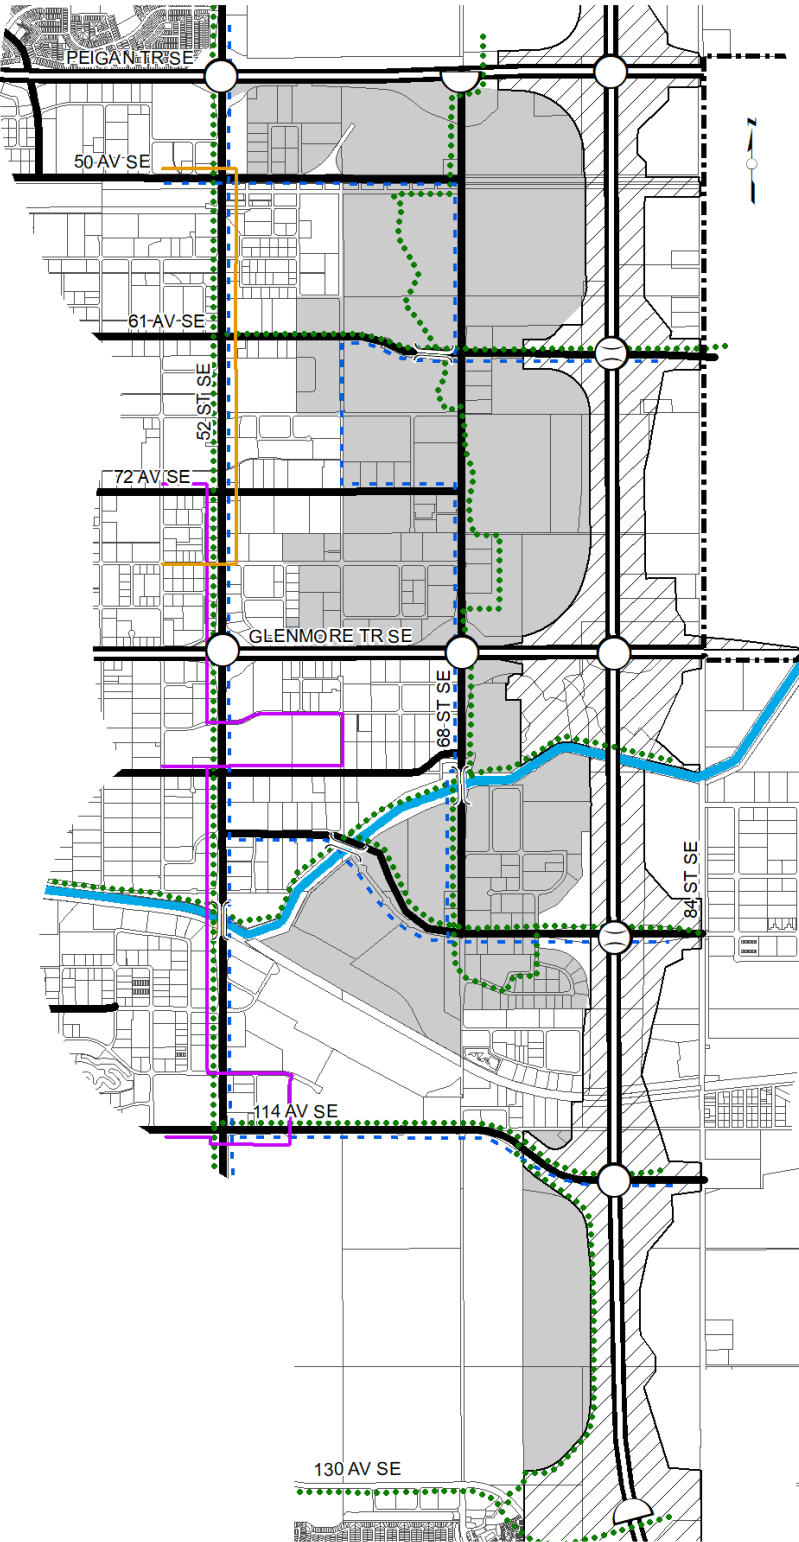 PEIGAN TR SE
50 AV SE
61 AV SE
52 ST SE
72 AV SE
GLENMORE TR SE
68 ST SE
84 ST SE
114 AV SE
130 AV SE